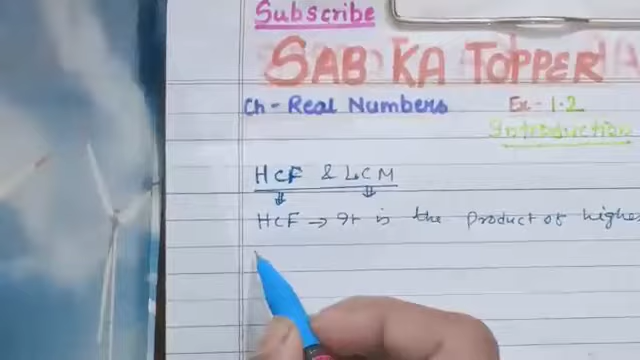 Subscribe
SAB KA TOPPER
Ch - Real Numbers Ex - 1.2
Introduction
HCF & LCM
HCF → It is the product of highes